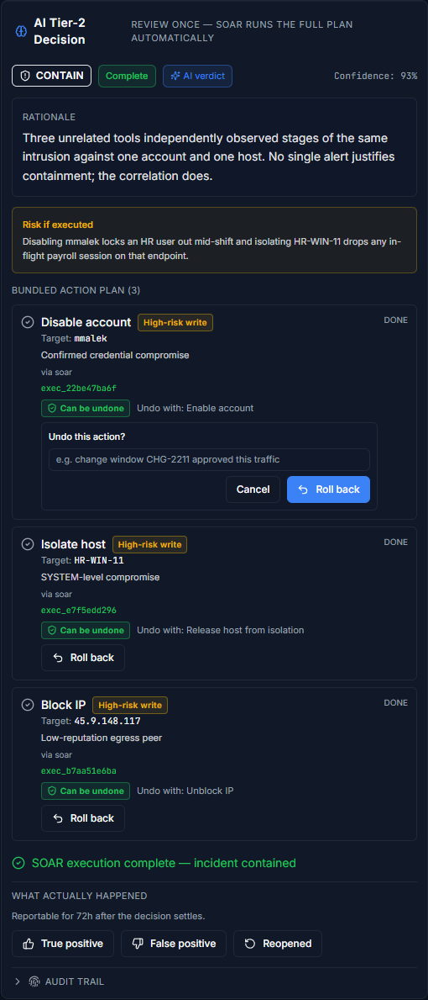 AI Tier-2
Decision
REVIEW ONCE — SOAR RUNS THE FULL PLAN
AUTOMATICALLY
CONTAIN
Complete
AI verdict
Confidence: 93%
RATIONALE
Three unrelated tools independently observed stages of the same
intrusion against one account and one host. No single alert justifies
containment; the correlation does.
Risk if executed
Disabling mmalek locks an HR user out mid-shift and isolating HR-WIN-11 drops any in-
flight payroll session on that endpoint.
BUNDLED ACTION PLAN (3)
Disable account High-risk write DONE
Target: mmalek
Confirmed credential compromise
via soar
exec_22be47ba6f
Can be undone Undo with: Enable account
Undo this action?
e.g. change window CHG-2211 approved this traffic
Cancel Roll back
Isolate host High-risk write DONE
Target: HR-WIN-11
SYSTEM-level compromise
via soar
exec_e7f5edd296
Can be undone Undo with: Release host from isolation
Roll back
Block IP High-risk write DONE
Target: 45.9.148.117
Low-reputation egress peer
via soar
exec_b7aa51e6ba
Can be undone Undo with: Unblock IP
Roll back
SOAR execution complete — incident contained
WHAT ACTUALLY HAPPENED
Reportable for 72h after the decision settles.
True positive False positive Reopened
AUDIT TRAIL